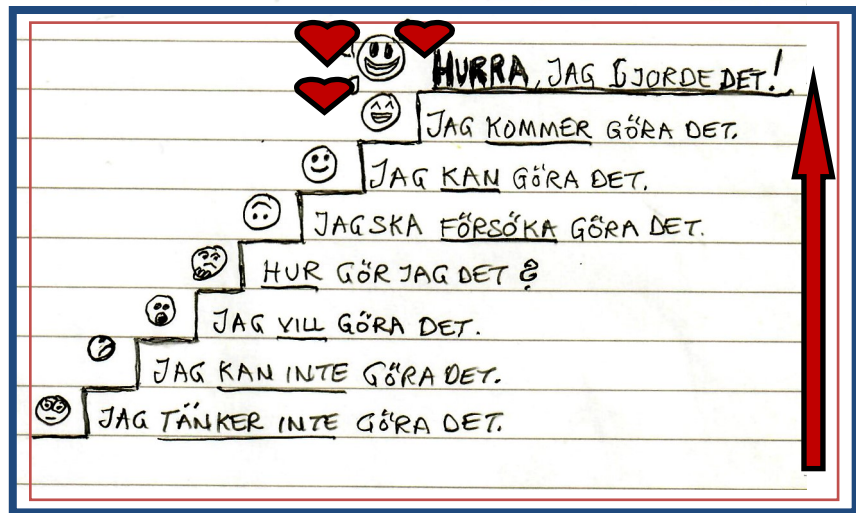 HURRA, JAG GJORDE DET!
JAG KOMMER GÖRA DET.
JAG KAN GÖRA DET.
JAG SKA FÖRSÖKA GÖRA DET.
HUR GÖR JAG DET ?
JAG VILL GÖRA DET.
JAG KAN INTE GÖRA DET.
JAG TÄNKER INTE GÖRA DET.